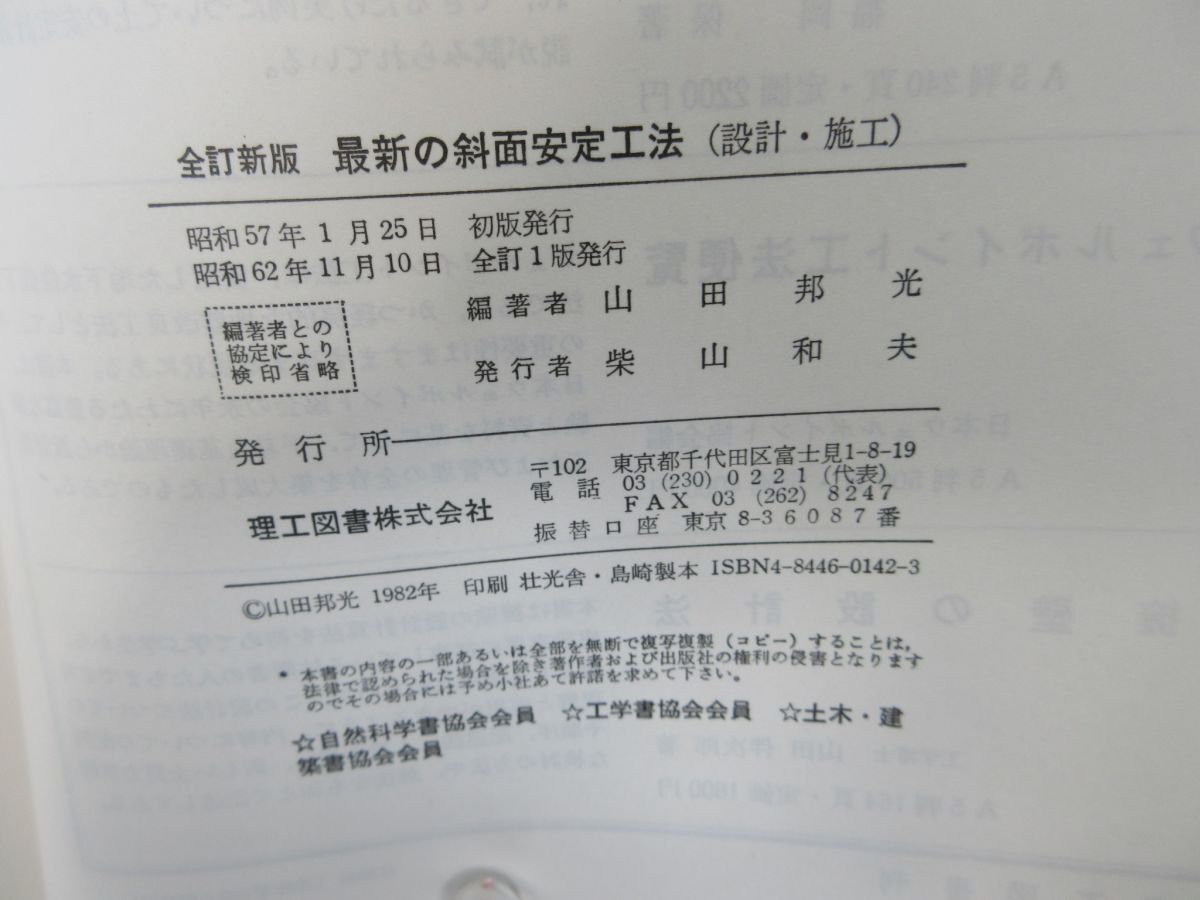 全訂新版 最新の斜面安定工法（設計・施工）
昭和57年1月25日 初版発行
昭和62年11月10日 全訂1版発行
編著者との
協定により
検印省略
編著者 山田邦光
発行者 柴山和夫
発行所
理工図書株式会社
〒102 東京都千代田区富士見1-8-19
電話 03 (230) 0221 (代表)
FAX 03 (262) 8247
振替口座 東京 8-36087番
©山田邦光 1982年 印刷 壮光舎・島崎製本 ISBN4-8446-0142-3
* 本書の内容の一部あるいは全部を無断で複写複製（コピー）することは，
法律で認められた場合を除き著作者および出版社の権利の侵害となります
のでその場合には予め小社あて許諾を求めて下さい。
☆自然科学書協会会員 ☆工学書協会会員 ☆土木・建
築書協会会員